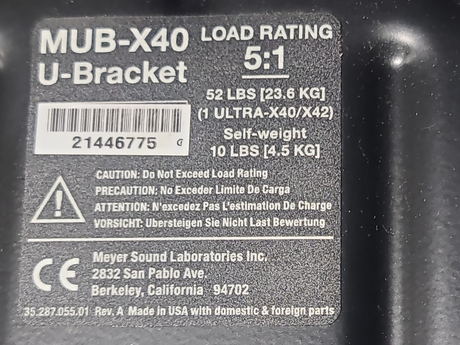 MUB-X40
U-Bracket
LOAD RATING
5:1
52 LBS [23.6 KG]
(1 ULTRA-X40/X42)
Self-weight
10 LBS [4.5 KG]
21446775
CAUTION: Do Not Exceed Load Rating
PRECAUCION: No Exceder Limite De Carga
ATTENTION: N'excedez Pas L'estimation De Charge
VORSICHT: Ubersteigen Sie Nicht Last Bewertung
CE
Meyer Sound Laboratories Inc.
2832 San Pablo Ave.
Berkeley, California 94702
35.287.055.01 Rev. A Made in USA with domestic & foreign parts